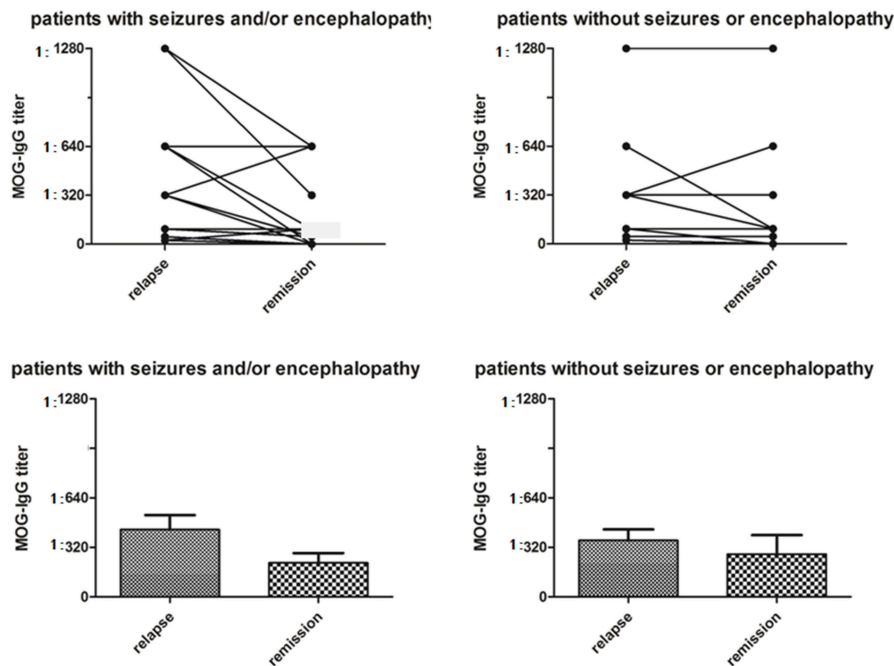 patients with seizures and/or encephalopathy
patients without seizures or encephalopathy
MOG-IgG titer
1: 1280
1: 640
1: 320
0
relapse
remission
MOG-IgG titer
1: 1280
1: 640
1: 320
0
relapse
remission
patients with seizures and/or encephalopathy
patients without seizures or encephalopathy
MOG-IgG titer
1: 1280
1: 640
1: 320
0
relapse
remission
MOG-IgG titer
1: 1280
1: 640
1: 320
0
relapse
remission